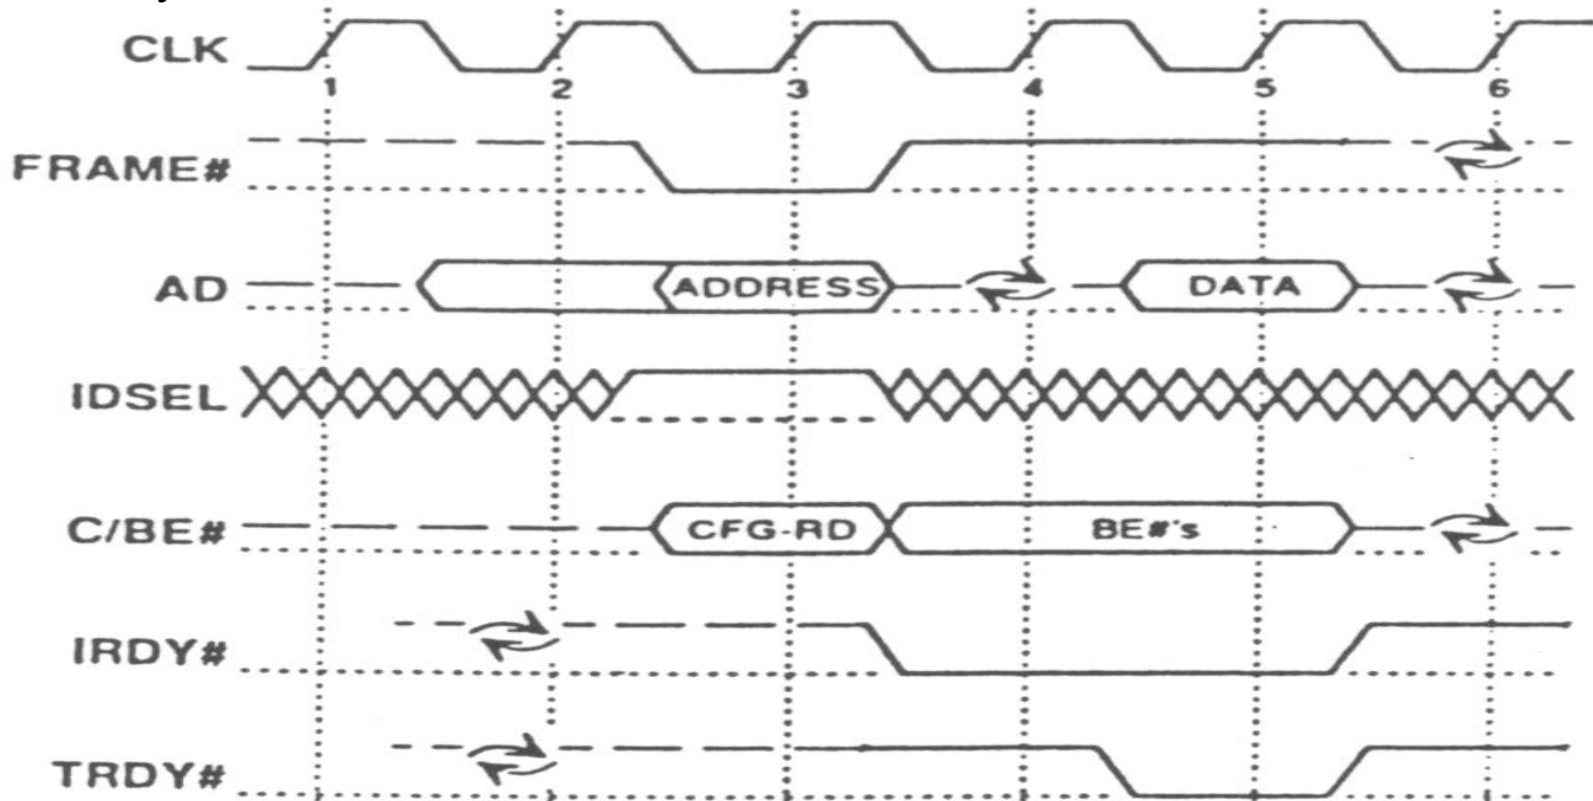 CLK
1 2 3 4 5 6
FRAME#
AD ADDRESS DATA
IDSEL
C/BE# CFG-RD BE#'s
IRDY#
TRDY#